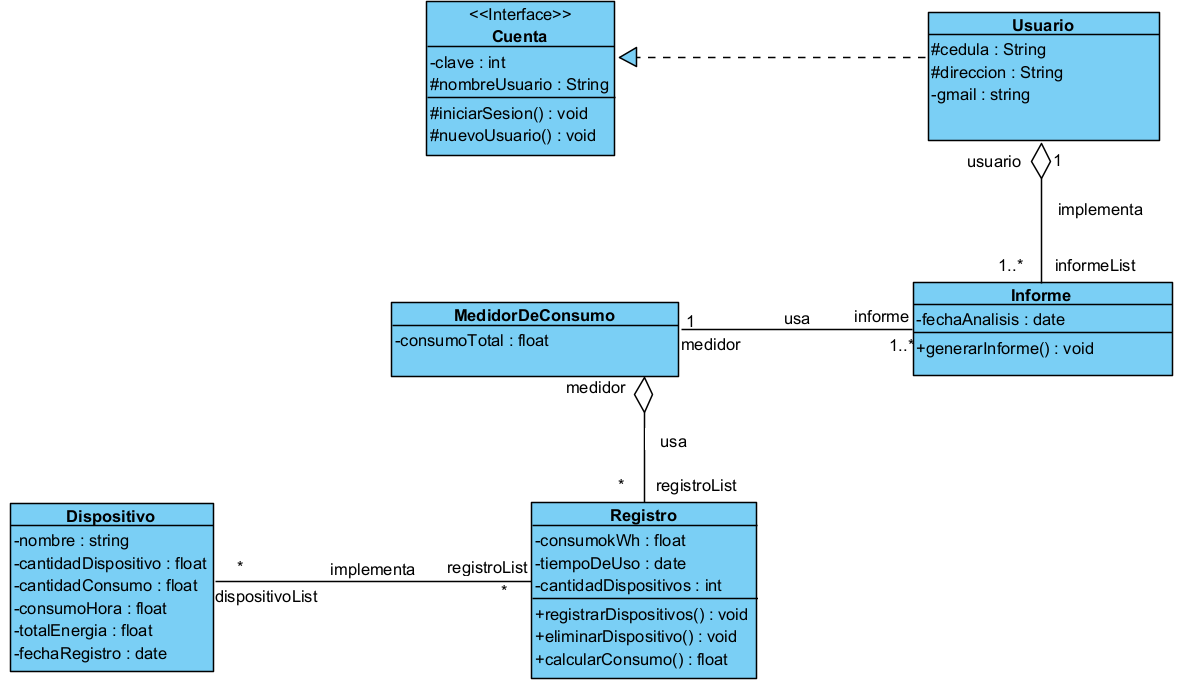 <<Interface>>
Cuenta
-clave : int
#nombreUsuario : String
#iniciarSesion() : void
#nuevoUsuario() : void
Usuario
#cedula : String
#direccion : String
-gmail : string
usuario
1
implementa
1..*
informeList
Informe
-fechaAnalisis : date
+generarInforme() : void
MedidorDeConsumo
-consumoTotal : float
1
medidor
usa
informe
1..*
medidor
usa
*
registroList
Dispositivo
-nombre : string
-cantidadDispositivo : float
-cantidadConsumo : float
-consumoHora : float
-totalEnergia : float
-fechaRegistro : date
*
dispositivoList
implementa
registroList
*
Registro
-consumokWh : float
-tiempoDeUso : date
-cantidadDispositivos : int
+registrarDispositivos() : void
+eliminarDispositivo() : void
+calcularConsumo() : float